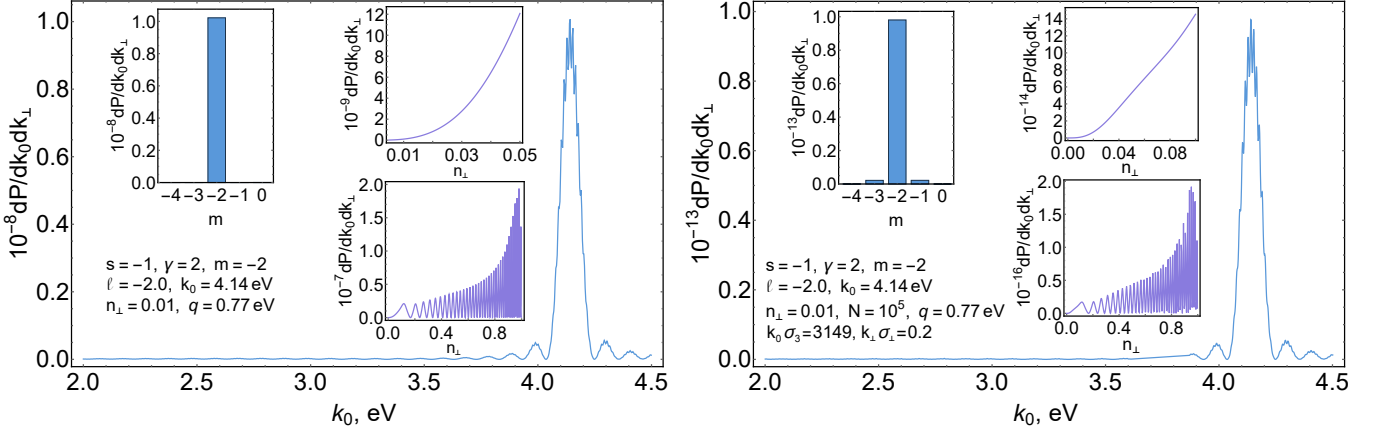 10⁻⁸dP/dk₀dk⊥
1.0
0.8
0.6
0.4
0.2
0.0
2.0 2.5 3.0 3.5 4.0 4.5
k₀, eV
10⁻⁸dP/dk₀dk⊥
1.0
0.8
0.6
0.4
0.2
0.0
−4 −3 −2 −1 0
m
10⁻⁹dP/dk₀dk⊥
12
10
8
6
4
2
0
0.01 0.03 0.05
n⊥
10⁻⁷dP/dk₀dk⊥
2.0
1.5
1.0
0.5
0.0
0.0 0.4 0.8
n⊥
s = −1, γ = 2, m = −2
ℓ = −2.0, k₀ = 4.14 eV
n⊥ = 0.01, q = 0.77 eV
10⁻¹³dP/dk₀dk⊥
1.0
0.8
0.6
0.4
0.2
0.0
2.0 2.5 3.0 3.5 4.0 4.5
k₀, eV
10⁻¹³dP/dk₀dk⊥
1.0
0.8
0.6
0.4
0.2
0.0
−4 −3 −2 −1 0
m
10⁻¹⁴dP/dk₀dk⊥
14
12
10
8
6
4
2
0
0.00 0.04 0.08
n⊥
10⁻¹⁶dP/dk₀dk⊥
2.0
1.5
1.0
0.5
0.0
0.0 0.4 0.8
n⊥
s = −1, γ = 2, m = −2
ℓ = −2.0, k₀ = 4.14 eV
n⊥ = 0.01, N = 10⁵, q = 0.77 eV
k₀σ₃=3149, k⊥σ⊥=0.2